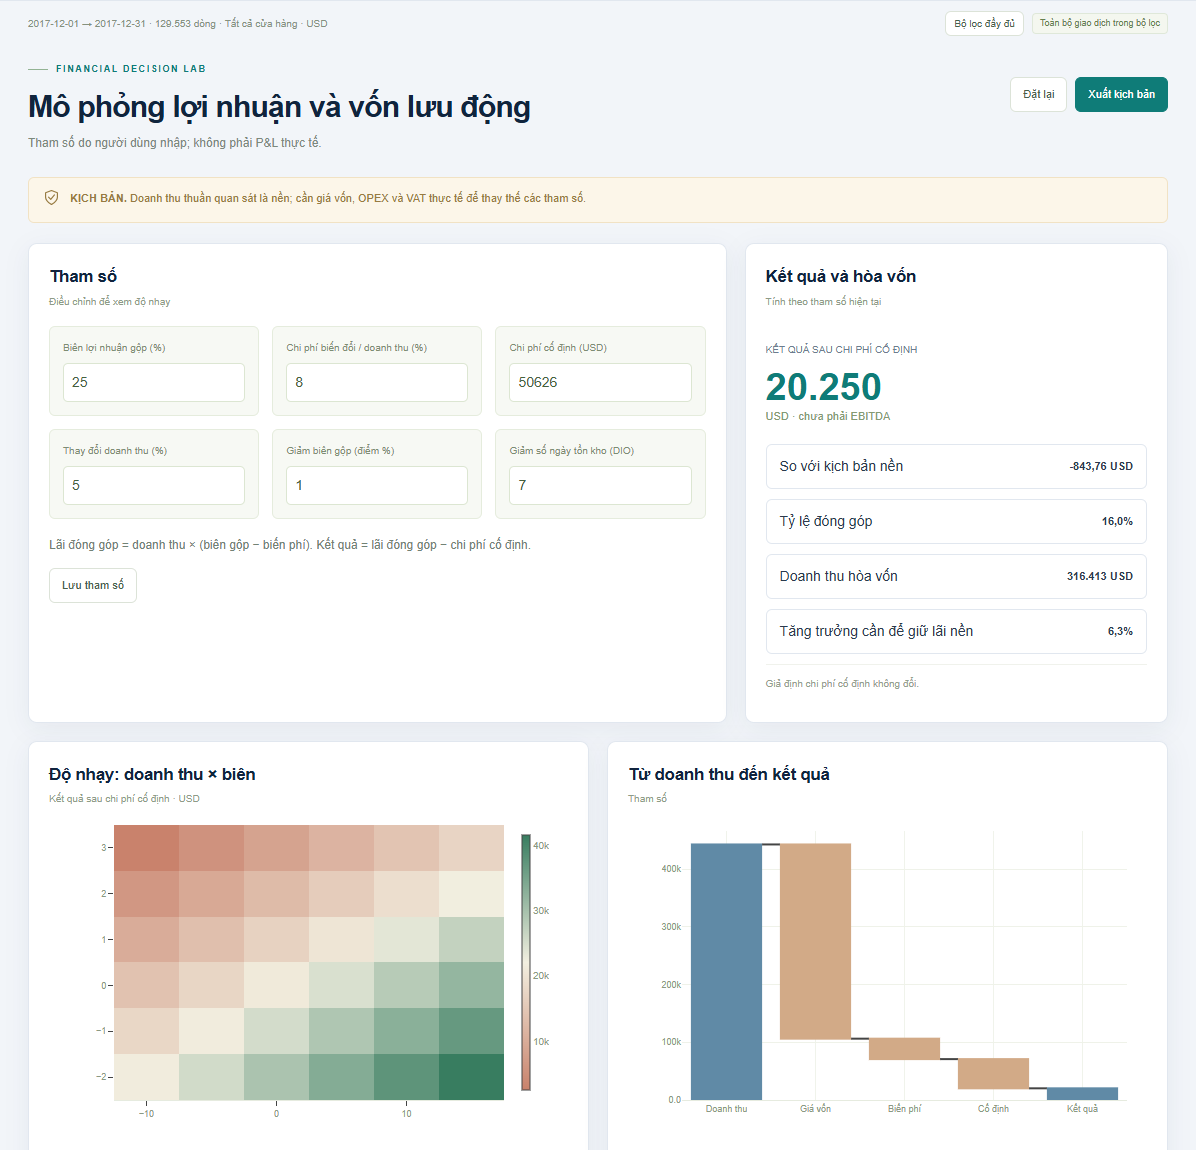 2017-12-01 → 2017-12-31 · 129.553 dòng · Tất cả cửa hàng · USD
Bộ lọc đầy đủ
Toàn bộ giao dịch trong bộ lọc
FINANCIAL DECISION LAB
Mô phỏng lợi nhuận và vốn lưu động
Tham số do người dùng nhập; không phải P&L thực tế.
Đặt lại
Xuất kịch bản
KỊCH BẢN. Doanh thu thuần quan sát là nền; cần giá vốn, OPEX và VAT thực tế để thay thế các tham số.
Tham số
Điều chỉnh để xem độ nhạy
Biên lợi nhuận gộp (%)
25
Chi phí biến đổi / doanh thu (%)
8
Chi phí cố định (USD)
50626
Thay đổi doanh thu (%)
5
Giảm biên gộp (điểm %)
1
Giảm số ngày tồn kho (DIO)
7
Lãi đóng góp = doanh thu × (biên gộp − biến phí). Kết quả = lãi đóng góp − chi phí cố định.
Lưu tham số
Kết quả và hòa vốn
Tính theo tham số hiện tại
KẾT QUẢ SAU CHI PHÍ CỐ ĐỊNH
20.250
USD · chưa phải EBITDA
So với kịch bản nền
-843,76 USD
Tỷ lệ đóng góp
16,0%
Doanh thu hòa vốn
316.413 USD
Tăng trưởng cần để giữ lãi nền
6,3%
Giả định chi phí cố định không đổi.
Độ nhạy: doanh thu × biên
Kết quả sau chi phí cố định · USD
3
2
1
0
−1
−2
−10
0
10
40k
30k
20k
10k
Từ doanh thu đến kết quả
Tham số
400k
300k
200k
100k
0.0
Doanh thu
Giá vốn
Biến phí
Cố định
Kết quả